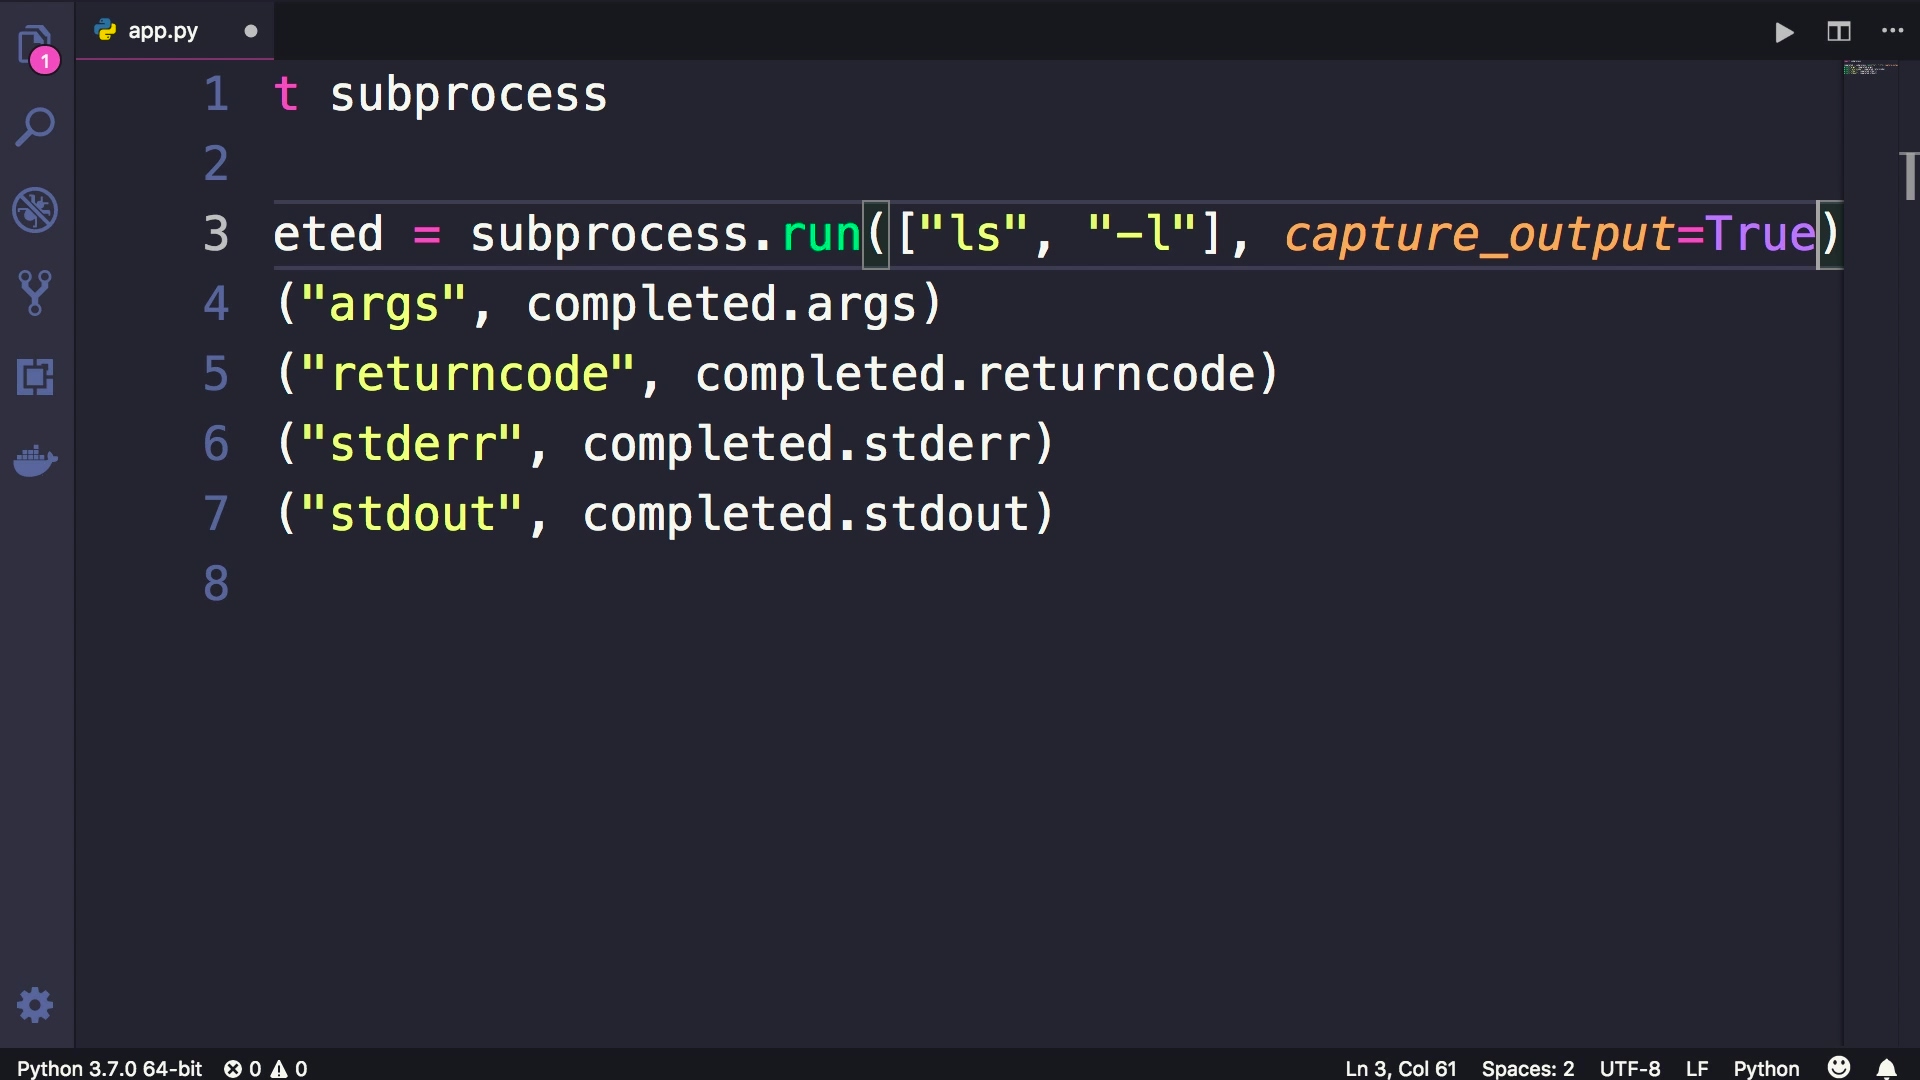 app.py
1
1 t subprocess
2
3 eted = subprocess.run(["ls", "-l"], capture_output=True)
4 ("args", completed.args)
5 ("returncode", completed.returncode)
6 ("stderr", completed.stderr)
7 ("stdout", completed.stdout)
8
Python 3.7.0 64-bit 0 0 Ln 3, Col 61 Spaces: 2 UTF-8 LF Python